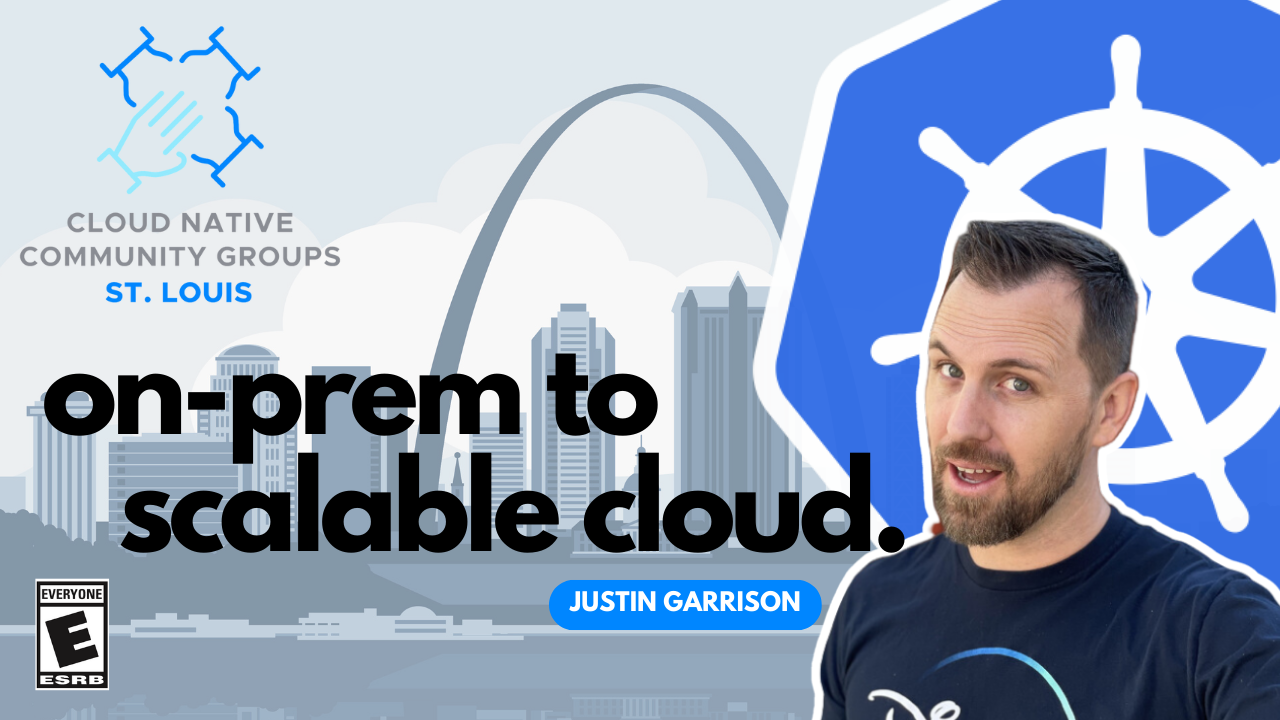 CLOUD NATIVE
COMMUNITY GROUPS
ST. LOUIS
on-prem to
scalable cloud.
JUSTIN GARRISON
EVERYONE
E
ESRB